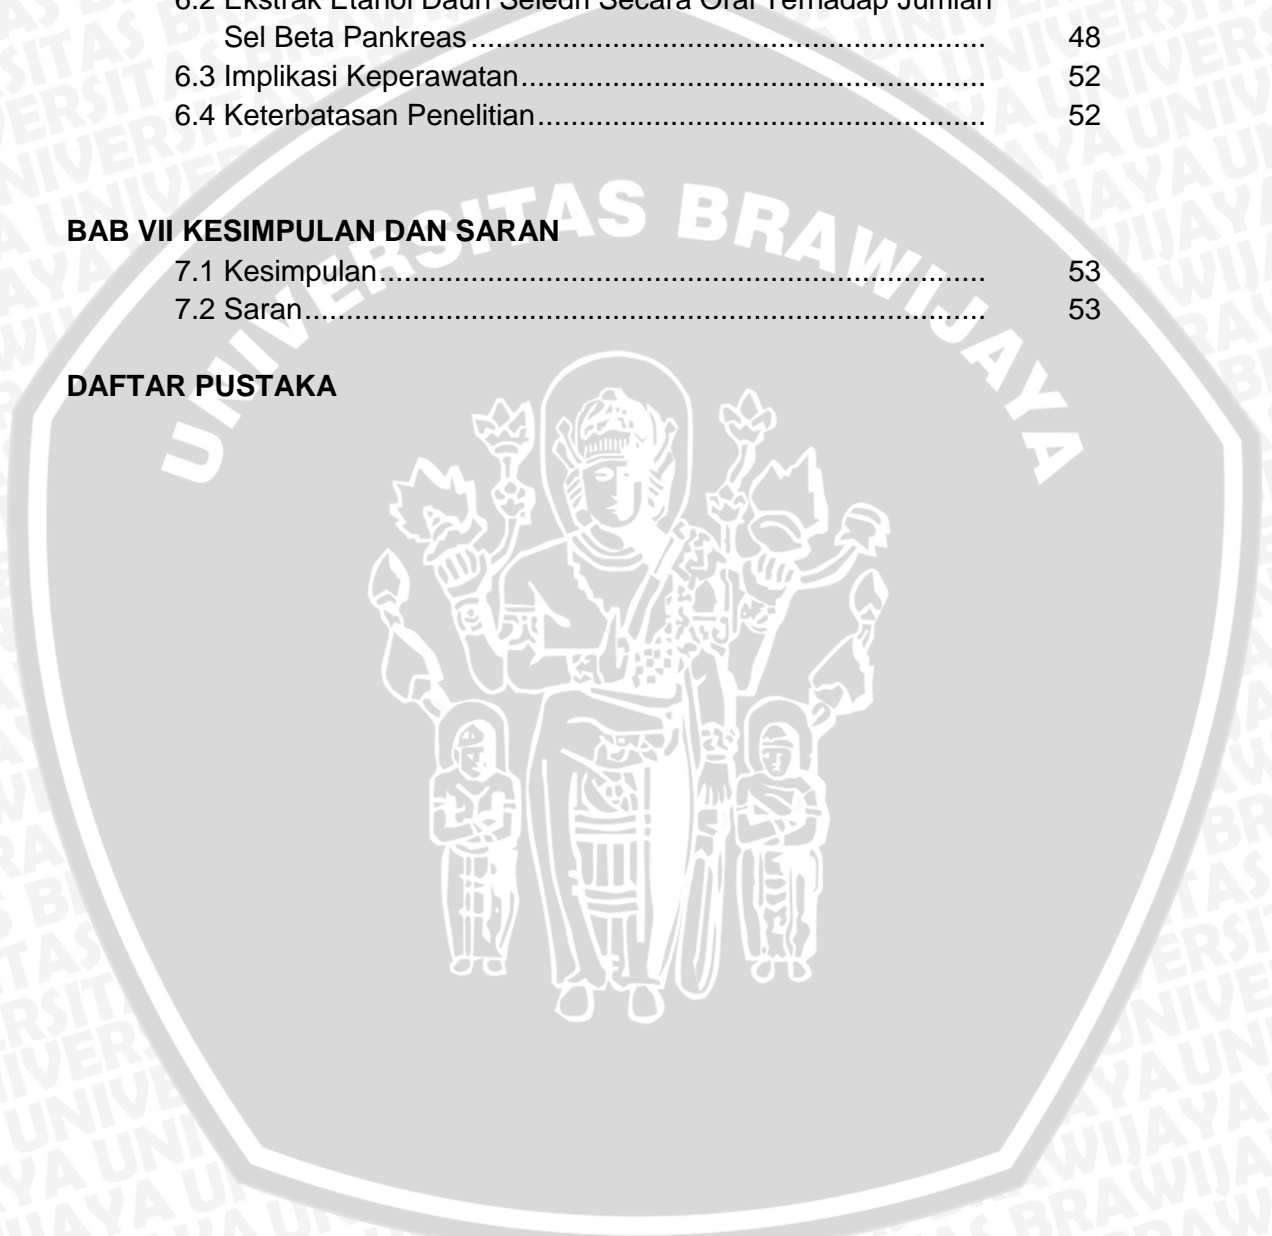 6.2 Ekstrak Etanol Daun Seledri Secara Oral Terhadap Jumlah
Sel Beta Pankreas.............................................................. 48
6.3 Implikasi Keperawatan........................................................ 52
6.4 Keterbatasan Penelitian...................................................... 52
BAB VII KESIMPULAN DAN SARAN
7.1 Kesimpulan......................................................................... 53
7.2 Saran.................................................................................. 53
DAFTAR PUSTAKA
UNIVERSITAS BRAWIJAYA